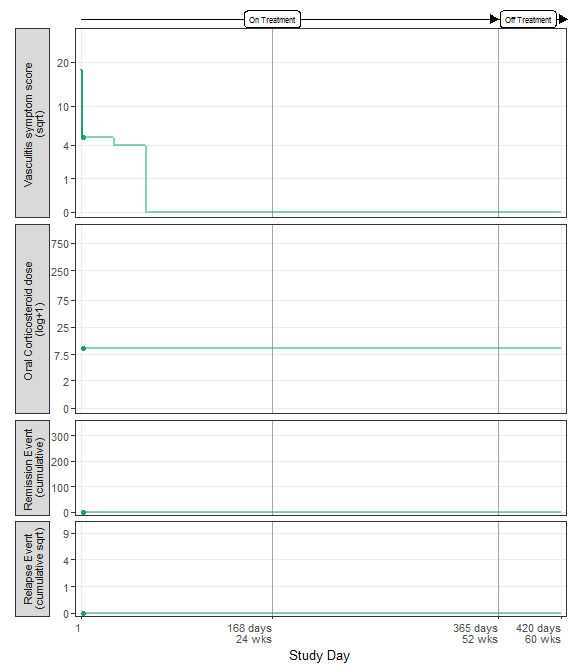 On Treatment
Off Treatment
Vasculitis symptom score
(sqrt)
20
10
4
1
0
Oral Corticosteroid dose
(log+1)
750
250
75
25
7.5
2
0
Remission Event
(cumulative)
300
200
100
0
Relapse Event
(cumulative sqrt)
9
4
1
0
1
168 days
24 wks
365 days
52 wks
420 days
60 wks
Study Day